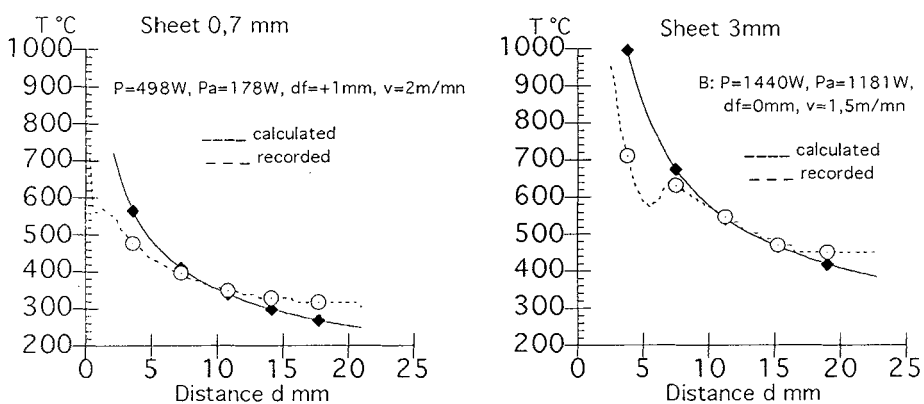 T °C
Sheet 0,7 mm
1000
900
800
700
600
500
400
300
200
P=498W, Pa=178W, df=+1mm, v=2m/mn
calculated
recorded
0 5 10 15 20 25
Distance d mm
T °C
Sheet 3mm
1000
900
800
700
600
500
400
300
200
B: P=1440W, Pa=1181W,
df=0mm, v=1,5m/mn
calculated
recorded
0 5 10 15 20 25
Distance d mm